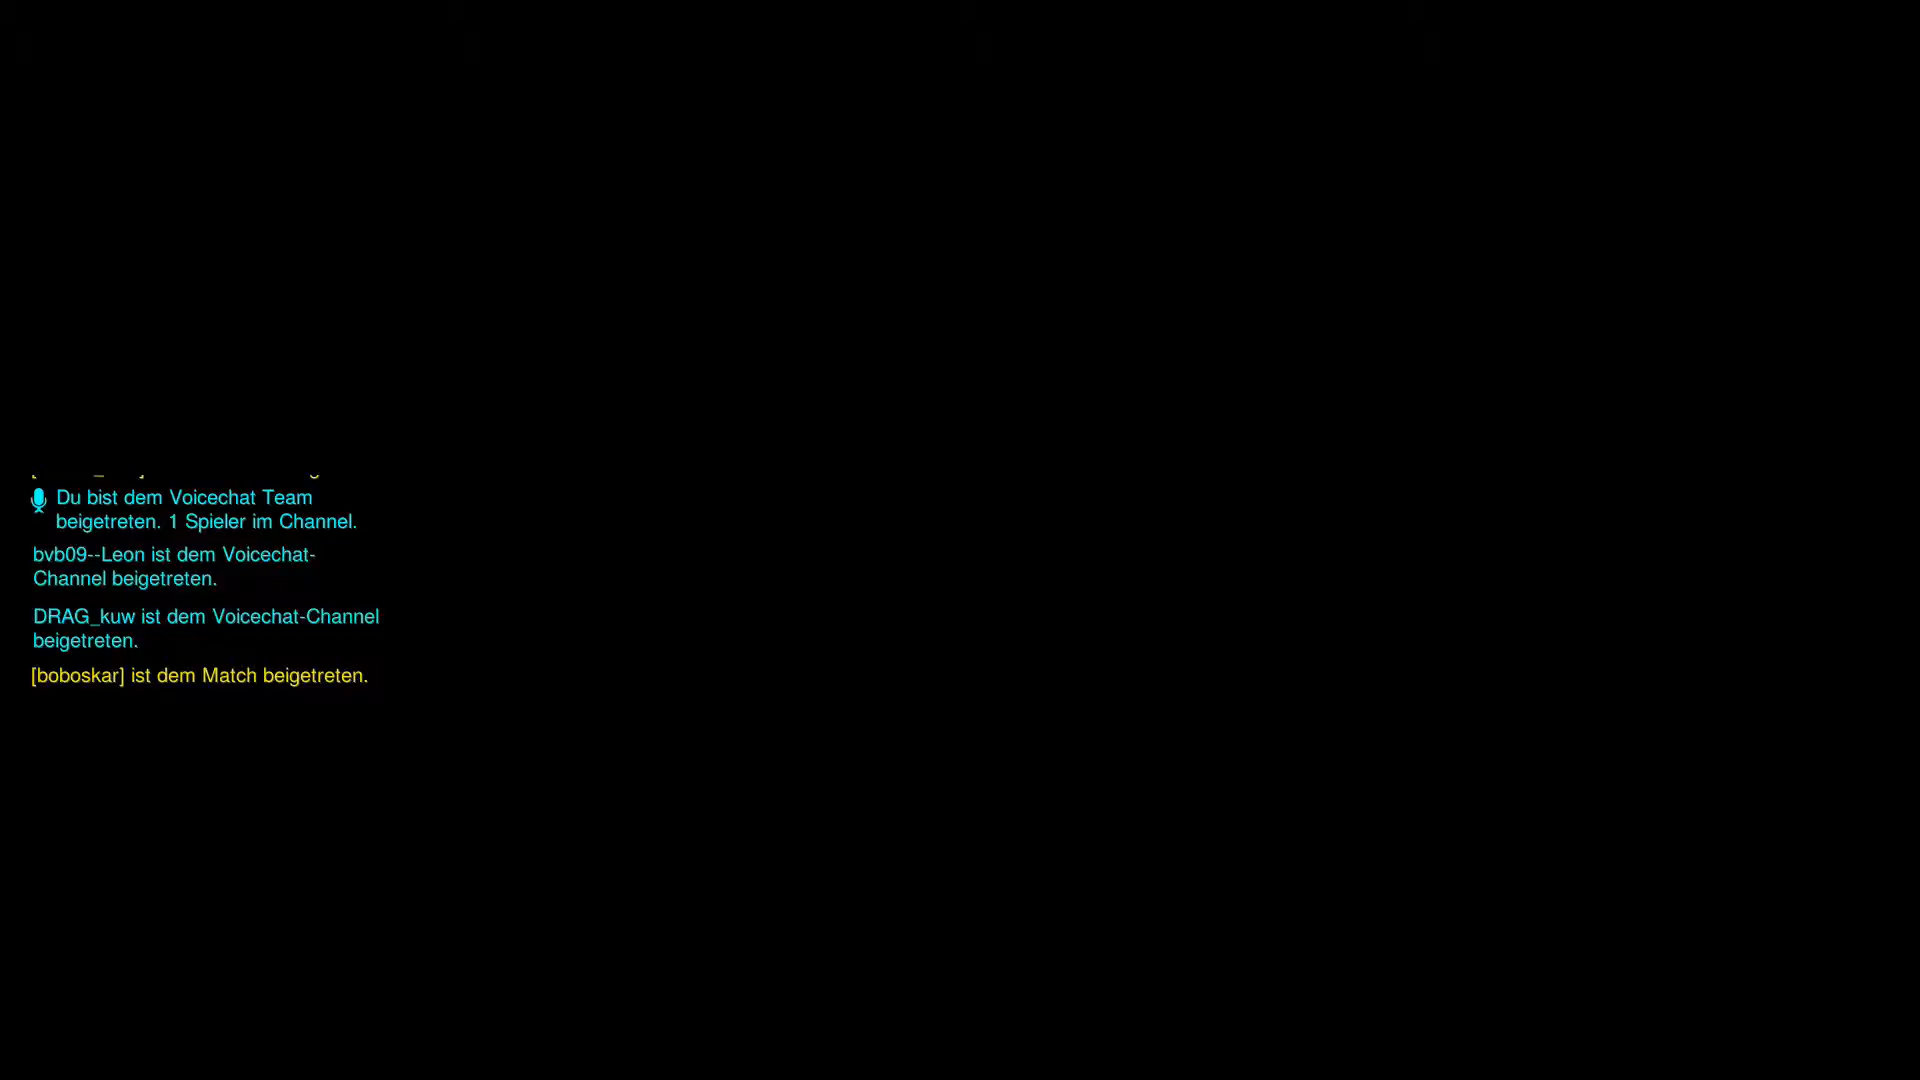 Du bist dem Voicechat Team
beigetreten. 1 Spieler im Channel.
bvb09--Leon ist dem Voicechat-
Channel beigetreten.
DRAG_kuw ist dem Voicechat-Channel
beigetreten.
[boboskar] ist dem Match beigetreten.